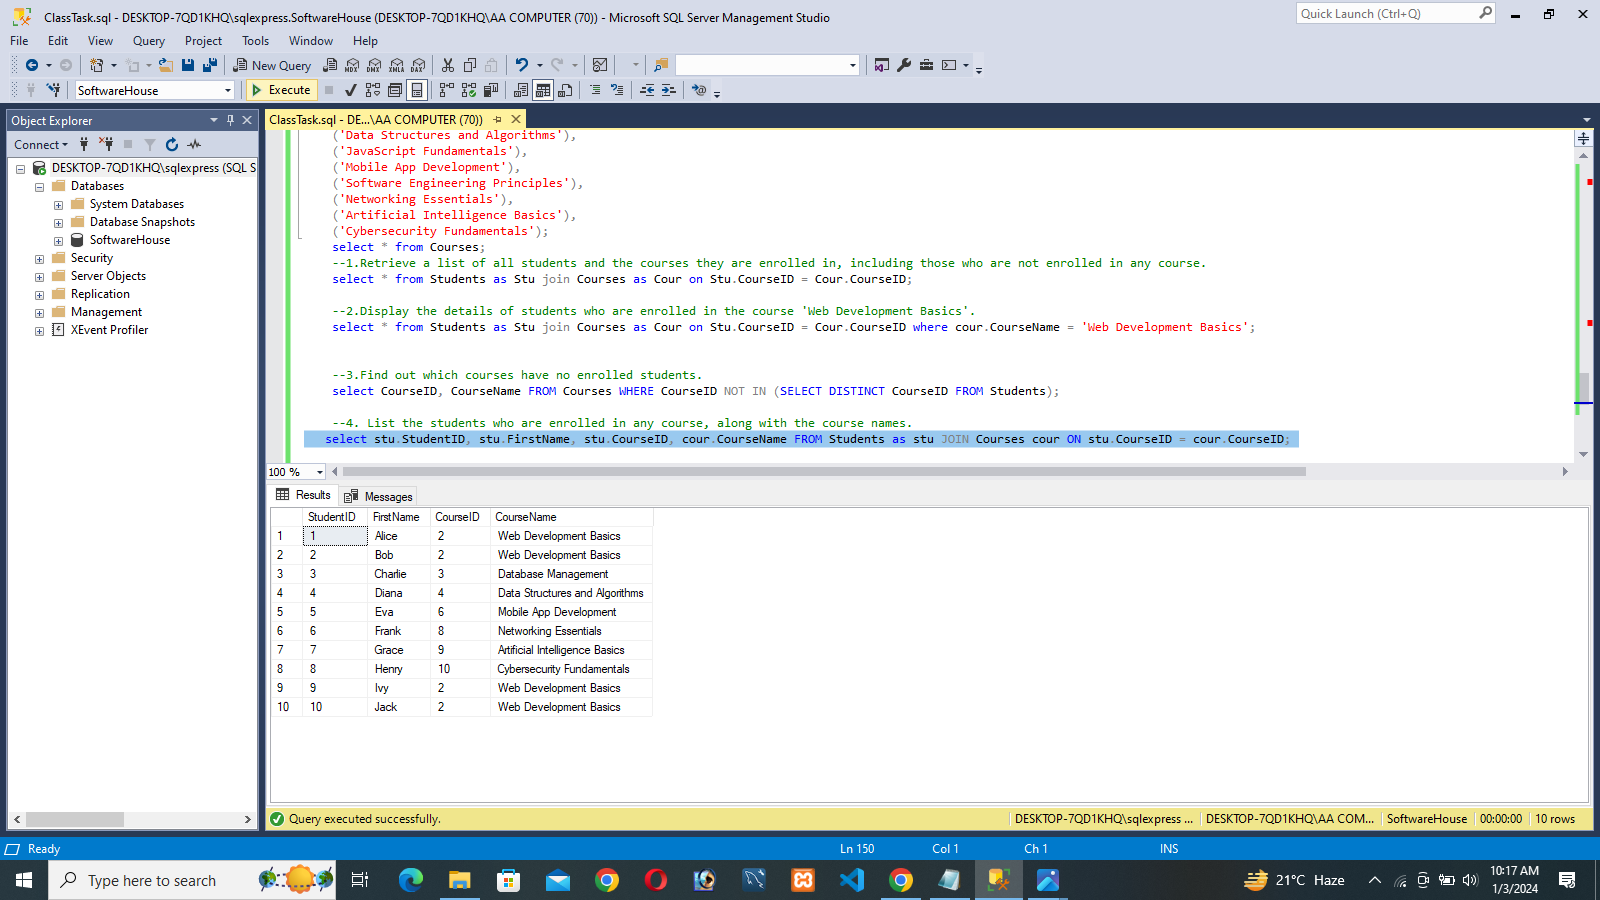 ClassTask.sql - DESKTOP-7QD1KHQ\sqlexpress.SoftwareHouse (DESKTOP-7QD1KHQ\AA COMPUTER (70)) - Microsoft SQL Server Management Studio
Quick Launch (Ctrl+Q)
File Edit View Query Project Tools Window Help
New Query MDX DMX XMLA DAX
SoftwareHouse Execute
Object Explorer
ClassTask.sql - DE...\AA COMPUTER (70))
Connect
DESKTOP-7QD1KHQ\sqlexpress (SQL S
Databases
System Databases
Database Snapshots
SoftwareHouse
Security
Server Objects
Replication
Management
XEvent Profiler
('Data Structures and Algorithms'),
('JavaScript Fundamentals'),
('Mobile App Development'),
('Software Engineering Principles'),
('Networking Essentials'),
('Artificial Intelligence Basics'),
('Cybersecurity Fundamentals');
select * from Courses;
--1.Retrieve a list of all students and the courses they are enrolled in, including those who are not enrolled in any course.
select * from Students as Stu join Courses as Cour on Stu.CourseID = Cour.CourseID;
--2.Display the details of students who are enrolled in the course 'Web Development Basics'.
select * from Students as Stu join Courses as Cour on Stu.CourseID = Cour.CourseID where cour.CourseName = 'Web Development Basics';
--3.Find out which courses have no enrolled students.
select CourseID, CourseName FROM Courses WHERE CourseID NOT IN (SELECT DISTINCT CourseID FROM Students);
--4. List the students who are enrolled in any course, along with the course names.
select stu.StudentID, stu.FirstName, stu.CourseID, cour.CourseName FROM Students as stu JOIN Courses cour ON stu.CourseID = cour.CourseID;
100 %
Results Messages
StudentID FirstName CourseID CourseName
1 1 Alice 2 Web Development Basics
2 2 Bob 2 Web Development Basics
3 3 Charlie 3 Database Management
4 4 Diana 4 Data Structures and Algorithms
5 5 Eva 6 Mobile App Development
6 6 Frank 8 Networking Essentials
7 7 Grace 9 Artificial Intelligence Basics
8 8 Henry 10 Cybersecurity Fundamentals
9 9 Ivy 2 Web Development Basics
10 10 Jack 2 Web Development Basics
Query executed successfully. DESKTOP-7QD1KHQ\sqlexpress ... DESKTOP-7QD1KHQ\AA COM... SoftwareHouse 00:00:00 10 rows
Ready Ln 150 Col 1 Ch 1 INS
Type here to search
21°C Haze
10:17 AM
1/3/2024